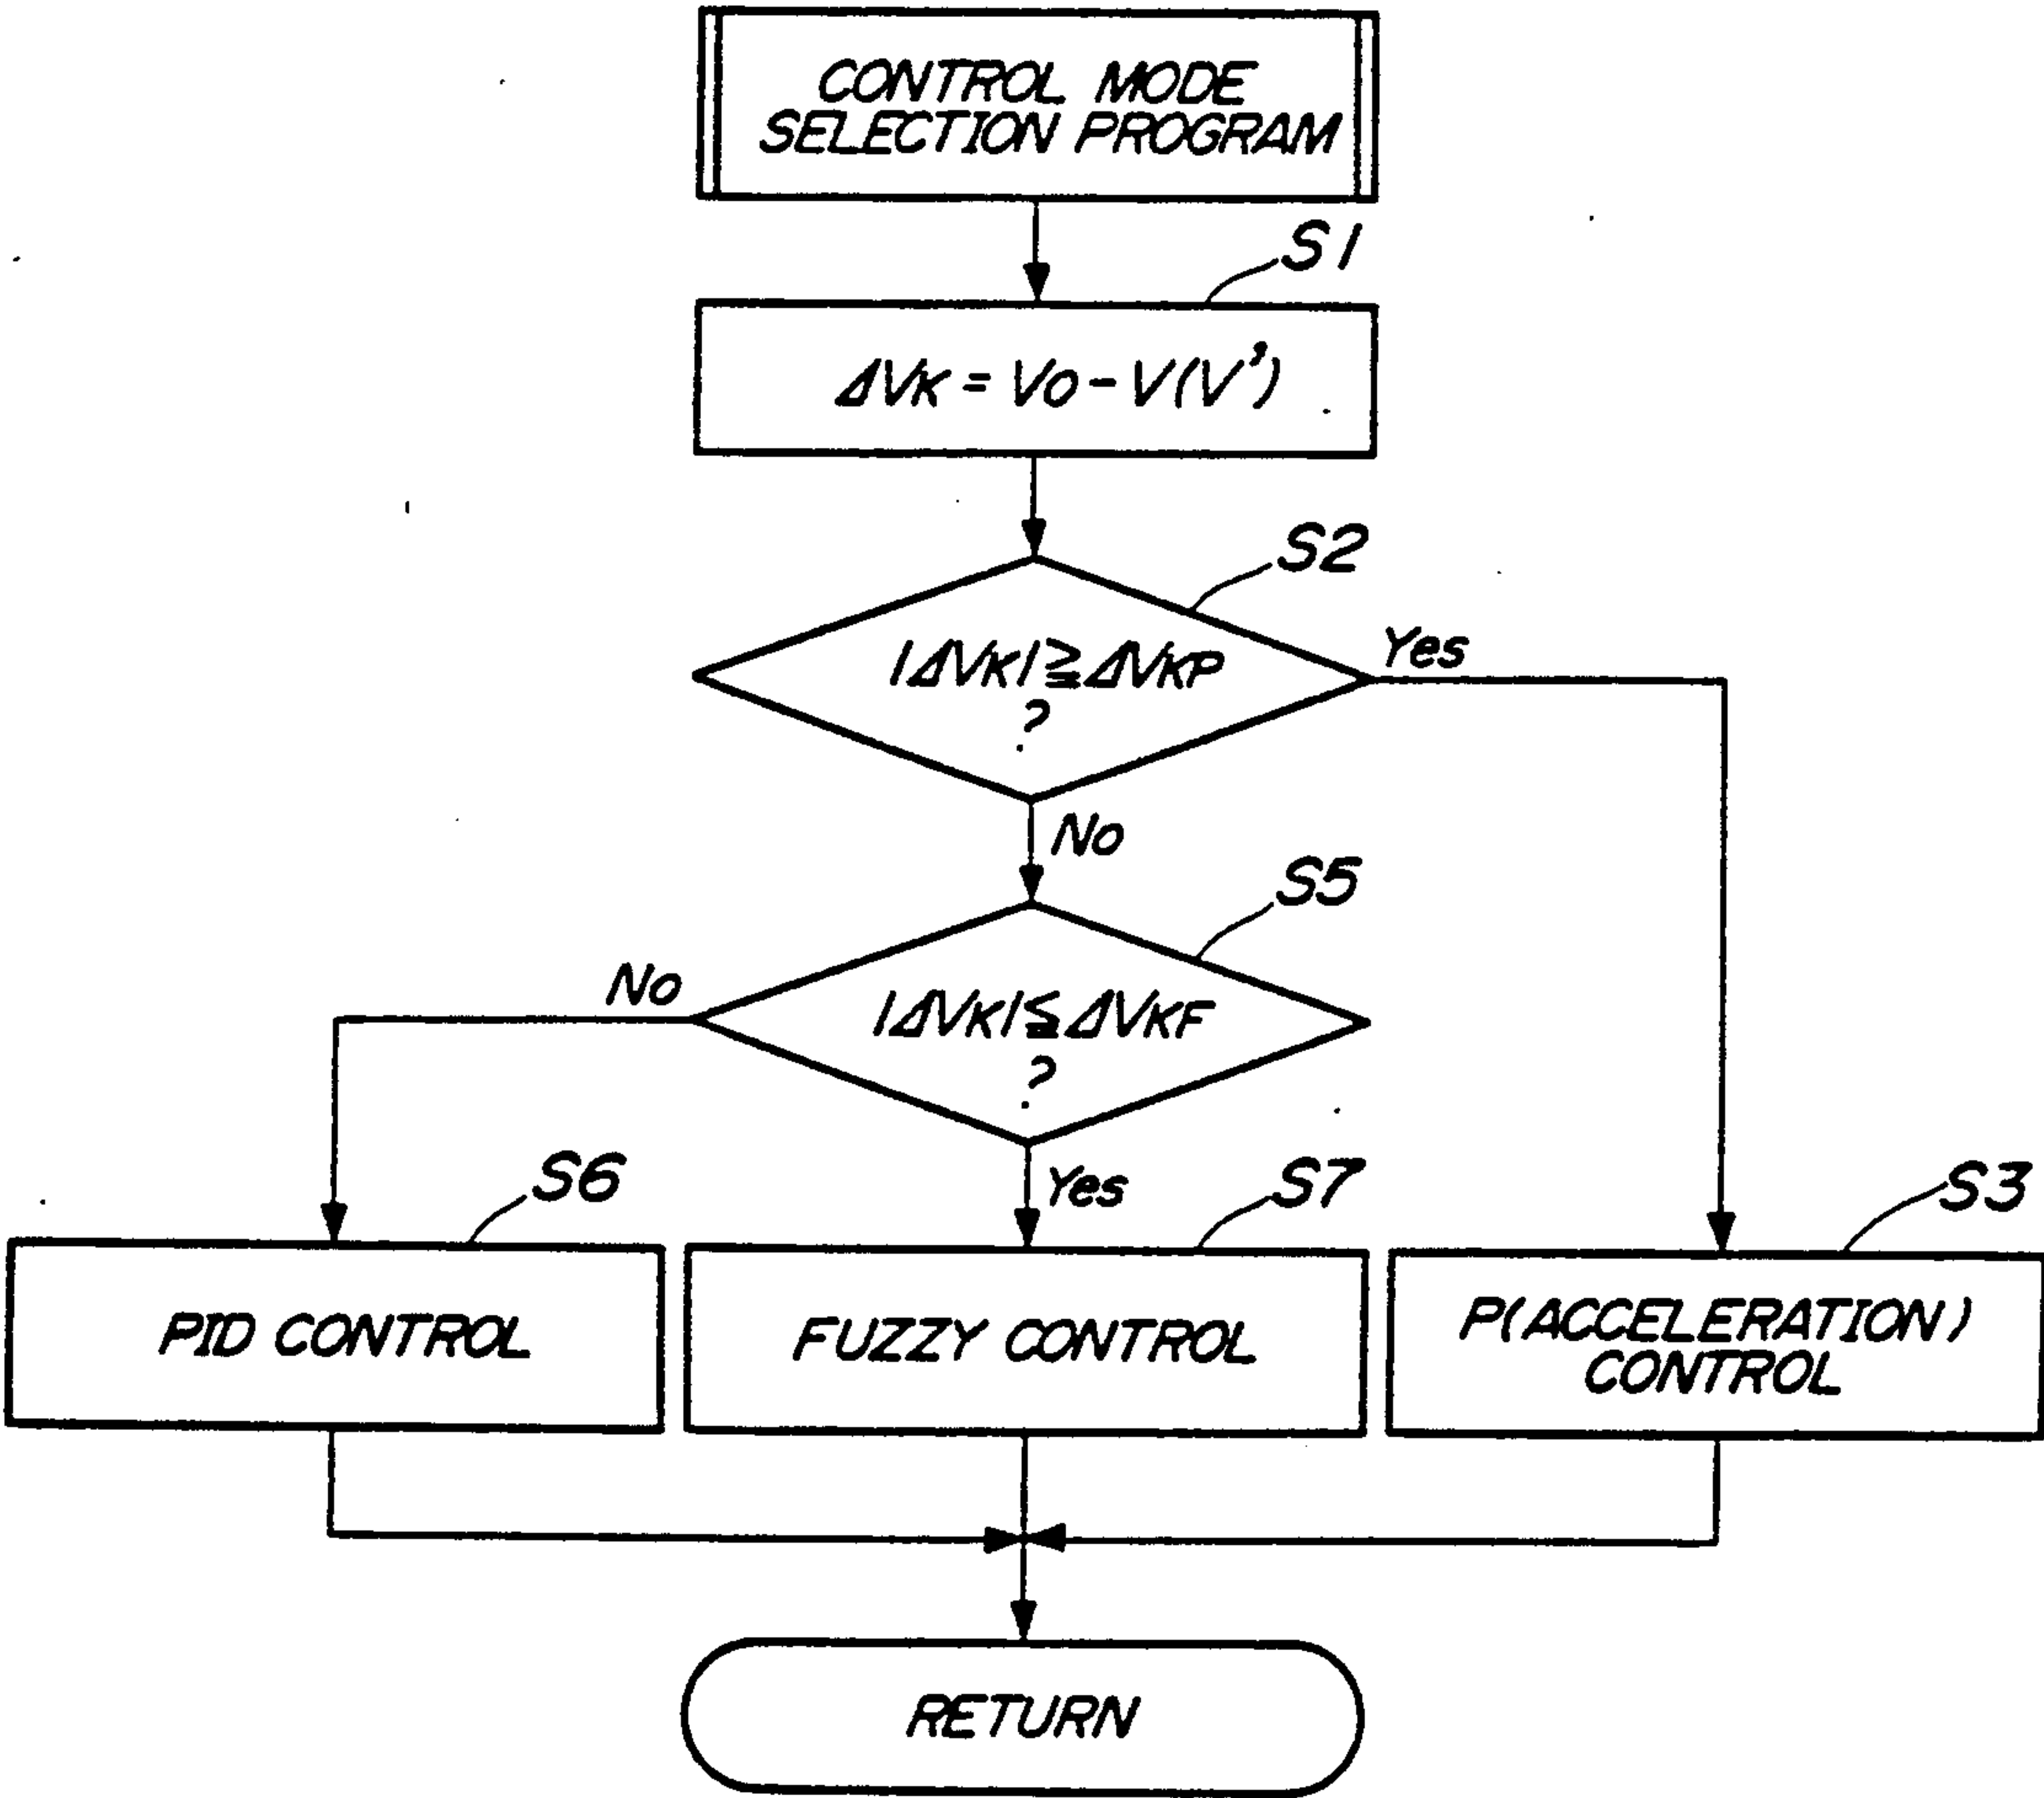 CONTROL MODE
SELECTION PROGRAM
S1
ΔVK = VO - V(V')
S2
|ΔVK| ≧ ΔVKP
?
Yes
No
S5
|ΔVK| ≦ ΔVKF
?
No
Yes
S6
S7
S3
PID CONTROL
FUZZY CONTROL
P(ACCELERATION)
CONTROL
RETURN